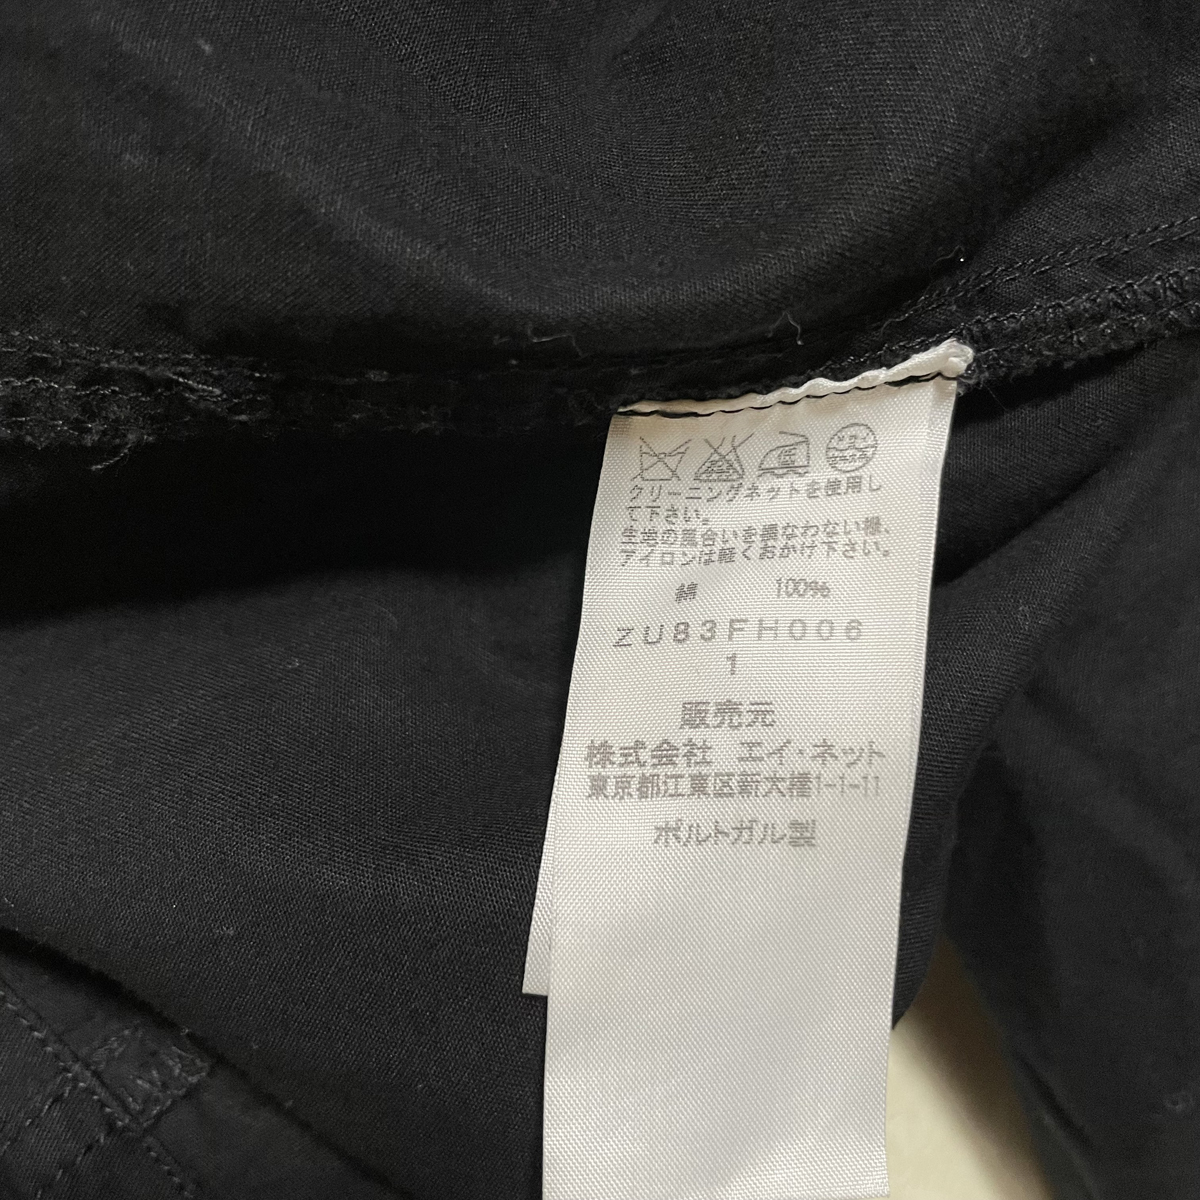 低
ドライ
クリーニングネットを使用し
て下さい。
生地の風合いを損なわない様、
アイロンは軽くおかけ下さい。
綿 100%
ZU83FH006
1
販売元
株式会社 エイ・ネット
東京都江東区新大橋1-1-11
ポルトガル製